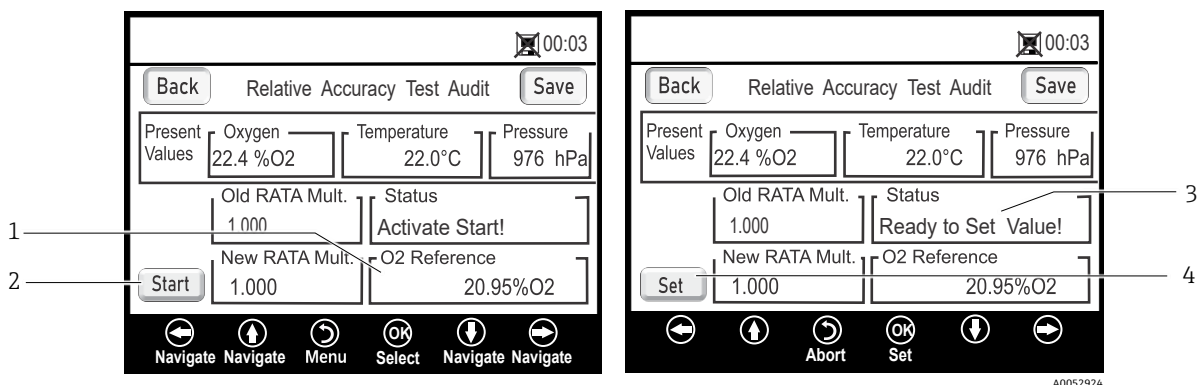 00:03
Back Relative Accuracy Test Audit Save
Present Values
Oxygen
22.4 %O2
Temperature
22.0°C
Pressure
976 hPa
Old RATA Mult.
1.000
Status
Activate Start!
1
New RATA Mult.
1.000
O2 Reference
20.95%O2
2
Start
Navigate Navigate Menu OK Select Navigate Navigate
00:03
Back Relative Accuracy Test Audit Save
Present Values
Oxygen
22.4 %O2
Temperature
22.0°C
Pressure
976 hPa
Old RATA Mult.
1.000
Status
Ready to Set Value!
3
New RATA Mult.
1.000
O2 Reference
20.95%O2
4
Set
Abort OK Set
A0052924